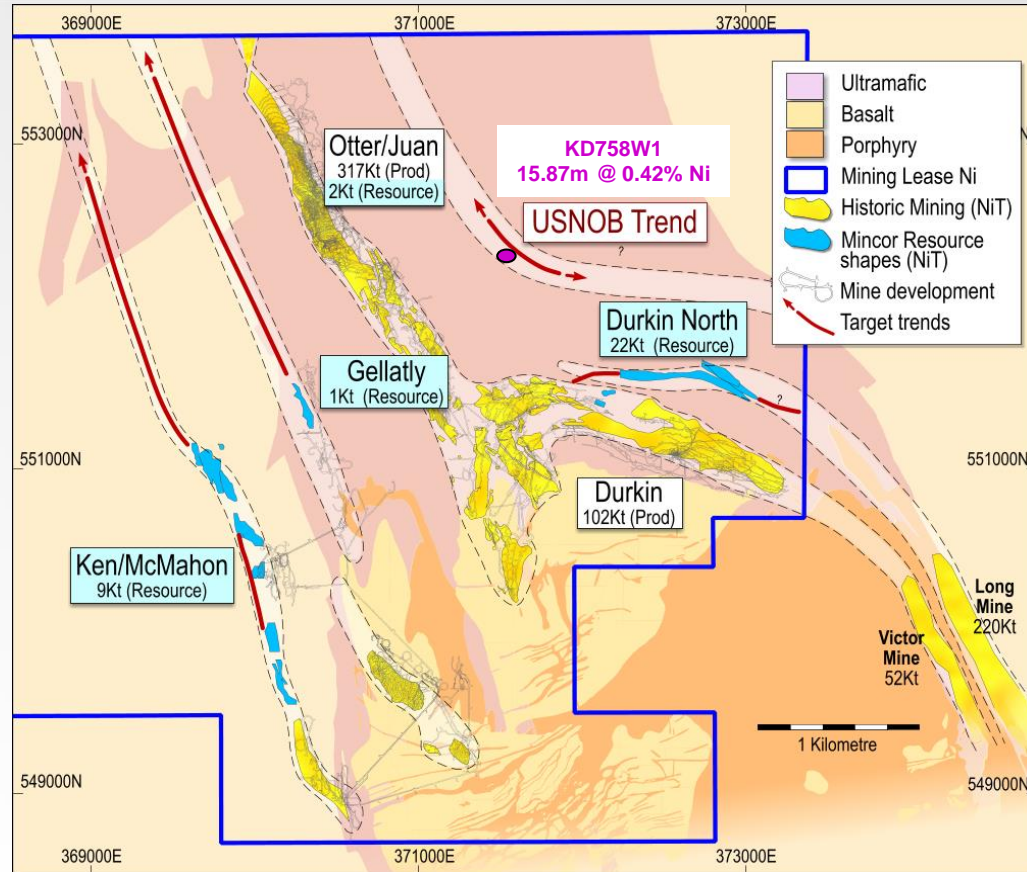 369000E
371000E
373000E
Ultramafic
Basalt
Porphyry
Mining Lease Ni
Historic Mining (NiT)
Mincor Resource
shapes (NiT)
Mine development
Target trends
553000N
Otter/Juan
317Kt (Prod)
2Kt (Resource)
KD758W1
15.87m @ 0.42% Ni
USNOB Trend
?
Durkin North
22Kt (Resource)
Gellatly
1Kt (Resource)
?
551000N
551000N
Durkin
102Kt (Prod)
Ken/McMahon
9Kt (Resource)
Long
Mine
220Kt
Victor
Mine
52Kt
1 Kilometre
549000N
549000N
369000E
371000E
373000E